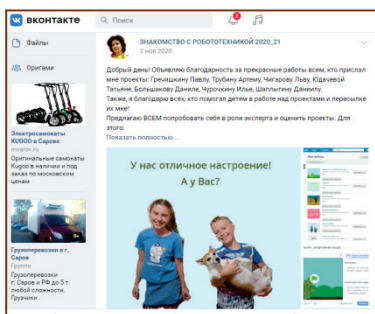 вконтакте
Поиск
2
Файлы
Оригами
Электросамокаты
KUGOO в Сарове
Оригинальные самокаты
Kugoo в наличии и под
заказ по московским
ценам
Грузоперевозки в г.
Саров
Группа
Грузоперевозки
г. Саров и РФ до 5 т.
любой сложности.
Грузчики
ЗНАКОМСТВО С РОБОТОТЕХНИКОЙ 2020_21
2 ноя 2020
Добрый день! Объявляю благодарность за прекрасные работы всем, кто прислал
мне проекты: Гречишкину Павлу, Трубину Артему, Чигарову Льву, Юдачевой
Татьяне, Большакову Даниле, Чурочкину Илье, Шаплыгину Даниилу.
Также, я благодарю всех, кто помогал детям в работе над проектами и пересылке
их мне!
Предлагаю ВСЕМ попробовать себя в роли эксперта и оценить проекты. Для
этого:
Показать полностью...
У нас отличное настроение!
А у Вас?